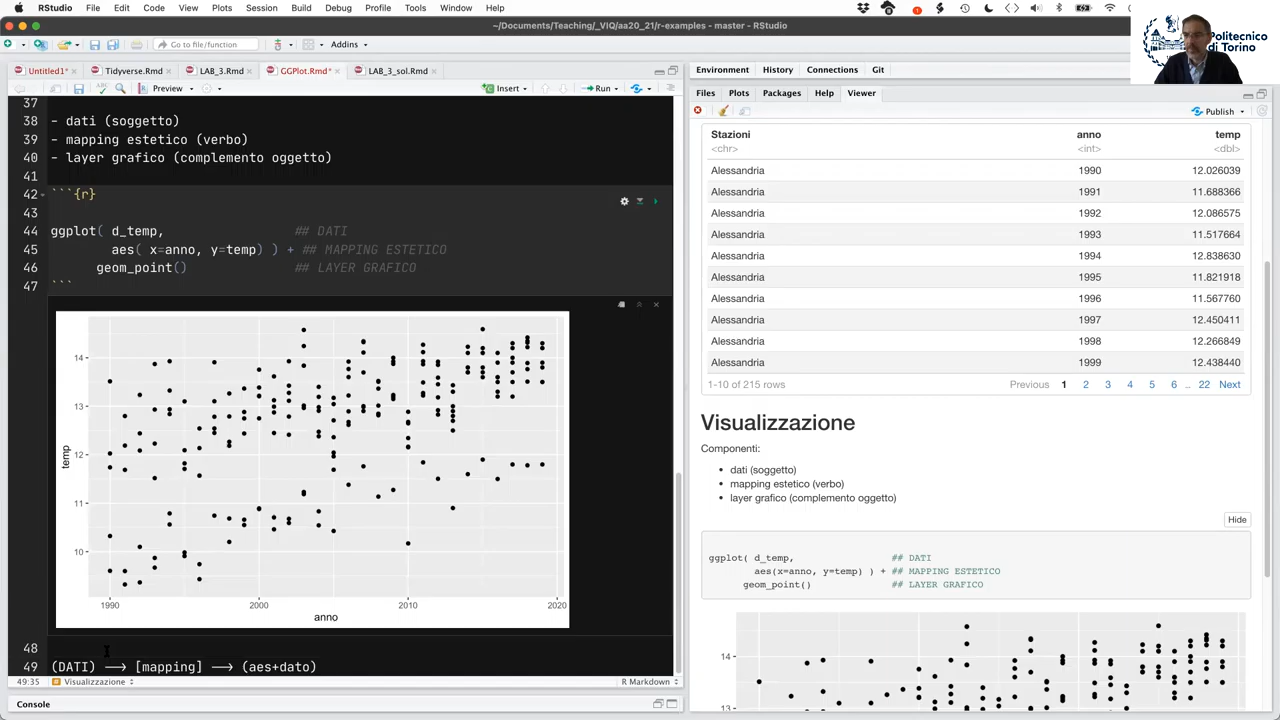 RStudio File Edit Code View Plots Session Build Debug Profile Tools Window Help
~/Documents/Teaching/_VIQ/aa20_21/r-examples - master - RStudio
Go to file/function Addins
Politecnico
di Torino
Untitled1* Tidyverse.Rmd LAB_3.Rmd GGPlot.Rmd* LAB_3_sol.Rmd
Preview Insert Run
37
38 - dati (soggetto)
39 - mapping estetico (verbo)
40 - layer grafico (complemento oggetto)
41
42 ```{r}
43
44 ggplot( d_temp, ## DATI
45 aes( x=anno, y=temp) ) + ## MAPPING ESTETICO
46 geom_point() ## LAYER GRAFICO
47 ```
14
13
12
11
10
temp
1990 2000 2010 2020
anno
48
49 (DATI) ──> [mapping] ──> (aes+dato)
49:35 Visualizzazione R Markdown
Console
Environment History Connections Git
Files Plots Packages Help Viewer
Publish
Stazioni anno temp
<chr> <int> <dbl>
Alessandria 1990 12.026039
Alessandria 1991 11.688366
Alessandria 1992 12.086575
Alessandria 1993 11.517664
Alessandria 1994 12.838630
Alessandria 1995 11.821918
Alessandria 1996 11.567760
Alessandria 1997 12.450411
Alessandria 1998 12.266849
Alessandria 1999 12.438440
1-10 of 215 rows Previous 1 2 3 4 5 6 ... 22 Next
Visualizzazione
Componenti:
• dati (soggetto)
• mapping estetico (verbo)
• layer grafico (complemento oggetto)
Hide
ggplot( d_temp, ## DATI
aes(x=anno, y=temp) ) + ## MAPPING ESTETICO
geom_point() ## LAYER GRAFICO
14
13